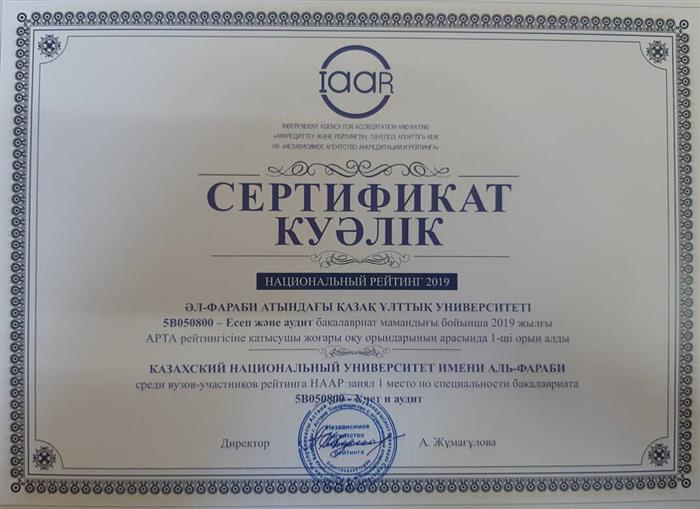 IAAR
INDEPENDENT AGENCY FOR ACCREDITATION AND RATING
«АККРЕДИТТЕУ ЖӘНЕ РЕЙТИНГТІҢ ТӘУЕЛСІЗ АГЕНТТІГІ» КЕМ
НУ «НЕЗАВИСИМОЕ АГЕНТСТВО АККРЕДИТАЦИИ И РЕЙТИНГА»
СЕРТИФИКАТ
КУӘЛІК
НАЦИОНАЛЬНЫЙ РЕЙТИНГ 2019
ӘЛ-ФАРАБИ АТЫНДАҒЫ ҚАЗАҚ ҰЛТТЫҚ УНИВЕРСИТЕТІ
5В050800 – Есеп және аудит бакалавриат мамандығы бойынша 2019 жылғы
АРТА рейтингісіне қатысушы жоғары оқу орындарының арасында 1-ші орын алды
КАЗАХСКИЙ НАЦИОНАЛЬНЫЙ УНИВЕРСИТЕТ ИМЕНИ АЛЬ-ФАРАБИ
среди вузов-участников рейтинга НААР занял 1 место по специальности бакалавриата
5В050800 - Учет и аудит
Независимое
агентство
рейтинга
Директор
А. Жұмағұлова